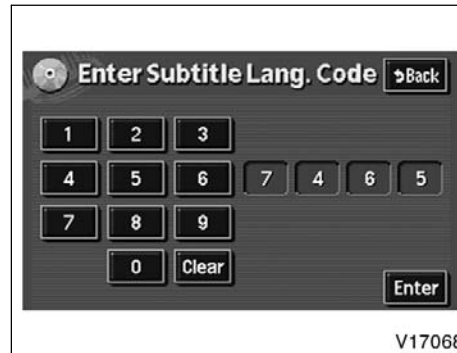 Enter Subtitle Lang. Code Back
1 2 3
4 5 6 7 4 6 5
7 8 9
0 Clear
Enter
V17068